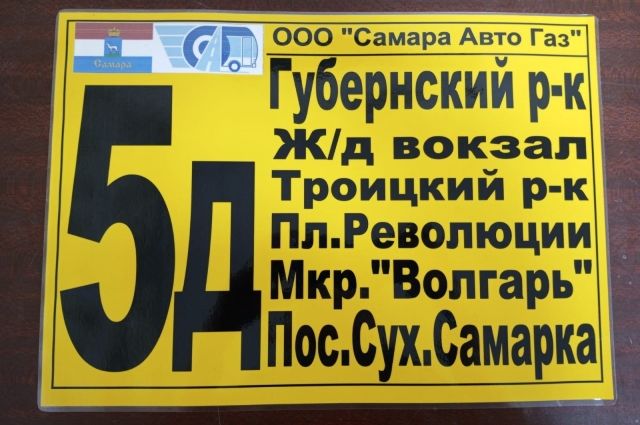 Самара
ООО "Самара Авто Газ"
5д
Губернский р-к
Ж/д вокзал
Троицкий р-к
Пл.Революции
Мкр."Волгарь"
Пос.Сух.Самарка